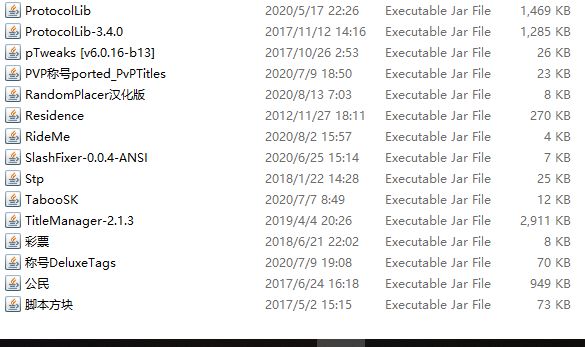 ProtocolLib 2020/5/17 22:26 Executable Jar File 1,469 KB
ProtocolLib-3.4.0 2017/11/12 14:16 Executable Jar File 1,285 KB
pTweaks [v6.0.16-b13] 2017/10/26 2:53 Executable Jar File 26 KB
PVP称号ported_PvPTitles 2020/7/9 18:50 Executable Jar File 23 KB
RandomPlacer汉化版 2020/8/13 7:03 Executable Jar File 8 KB
Residence 2012/11/27 18:11 Executable Jar File 270 KB
RideMe 2020/8/2 15:57 Executable Jar File 4 KB
SlashFixer-0.0.4-ANSI 2020/6/25 15:14 Executable Jar File 7 KB
Stp 2018/1/22 14:28 Executable Jar File 25 KB
TabooSK 2020/7/7 8:49 Executable Jar File 12 KB
TitleManager-2.1.3 2019/4/4 20:26 Executable Jar File 2,911 KB
彩票 2018/6/21 22:02 Executable Jar File 8 KB
称号DeluxeTags 2020/7/9 19:08 Executable Jar File 70 KB
公民 2017/6/24 16:18 Executable Jar File 949 KB
脚本方块 2017/5/2 15:15 Executable Jar File 73 KB